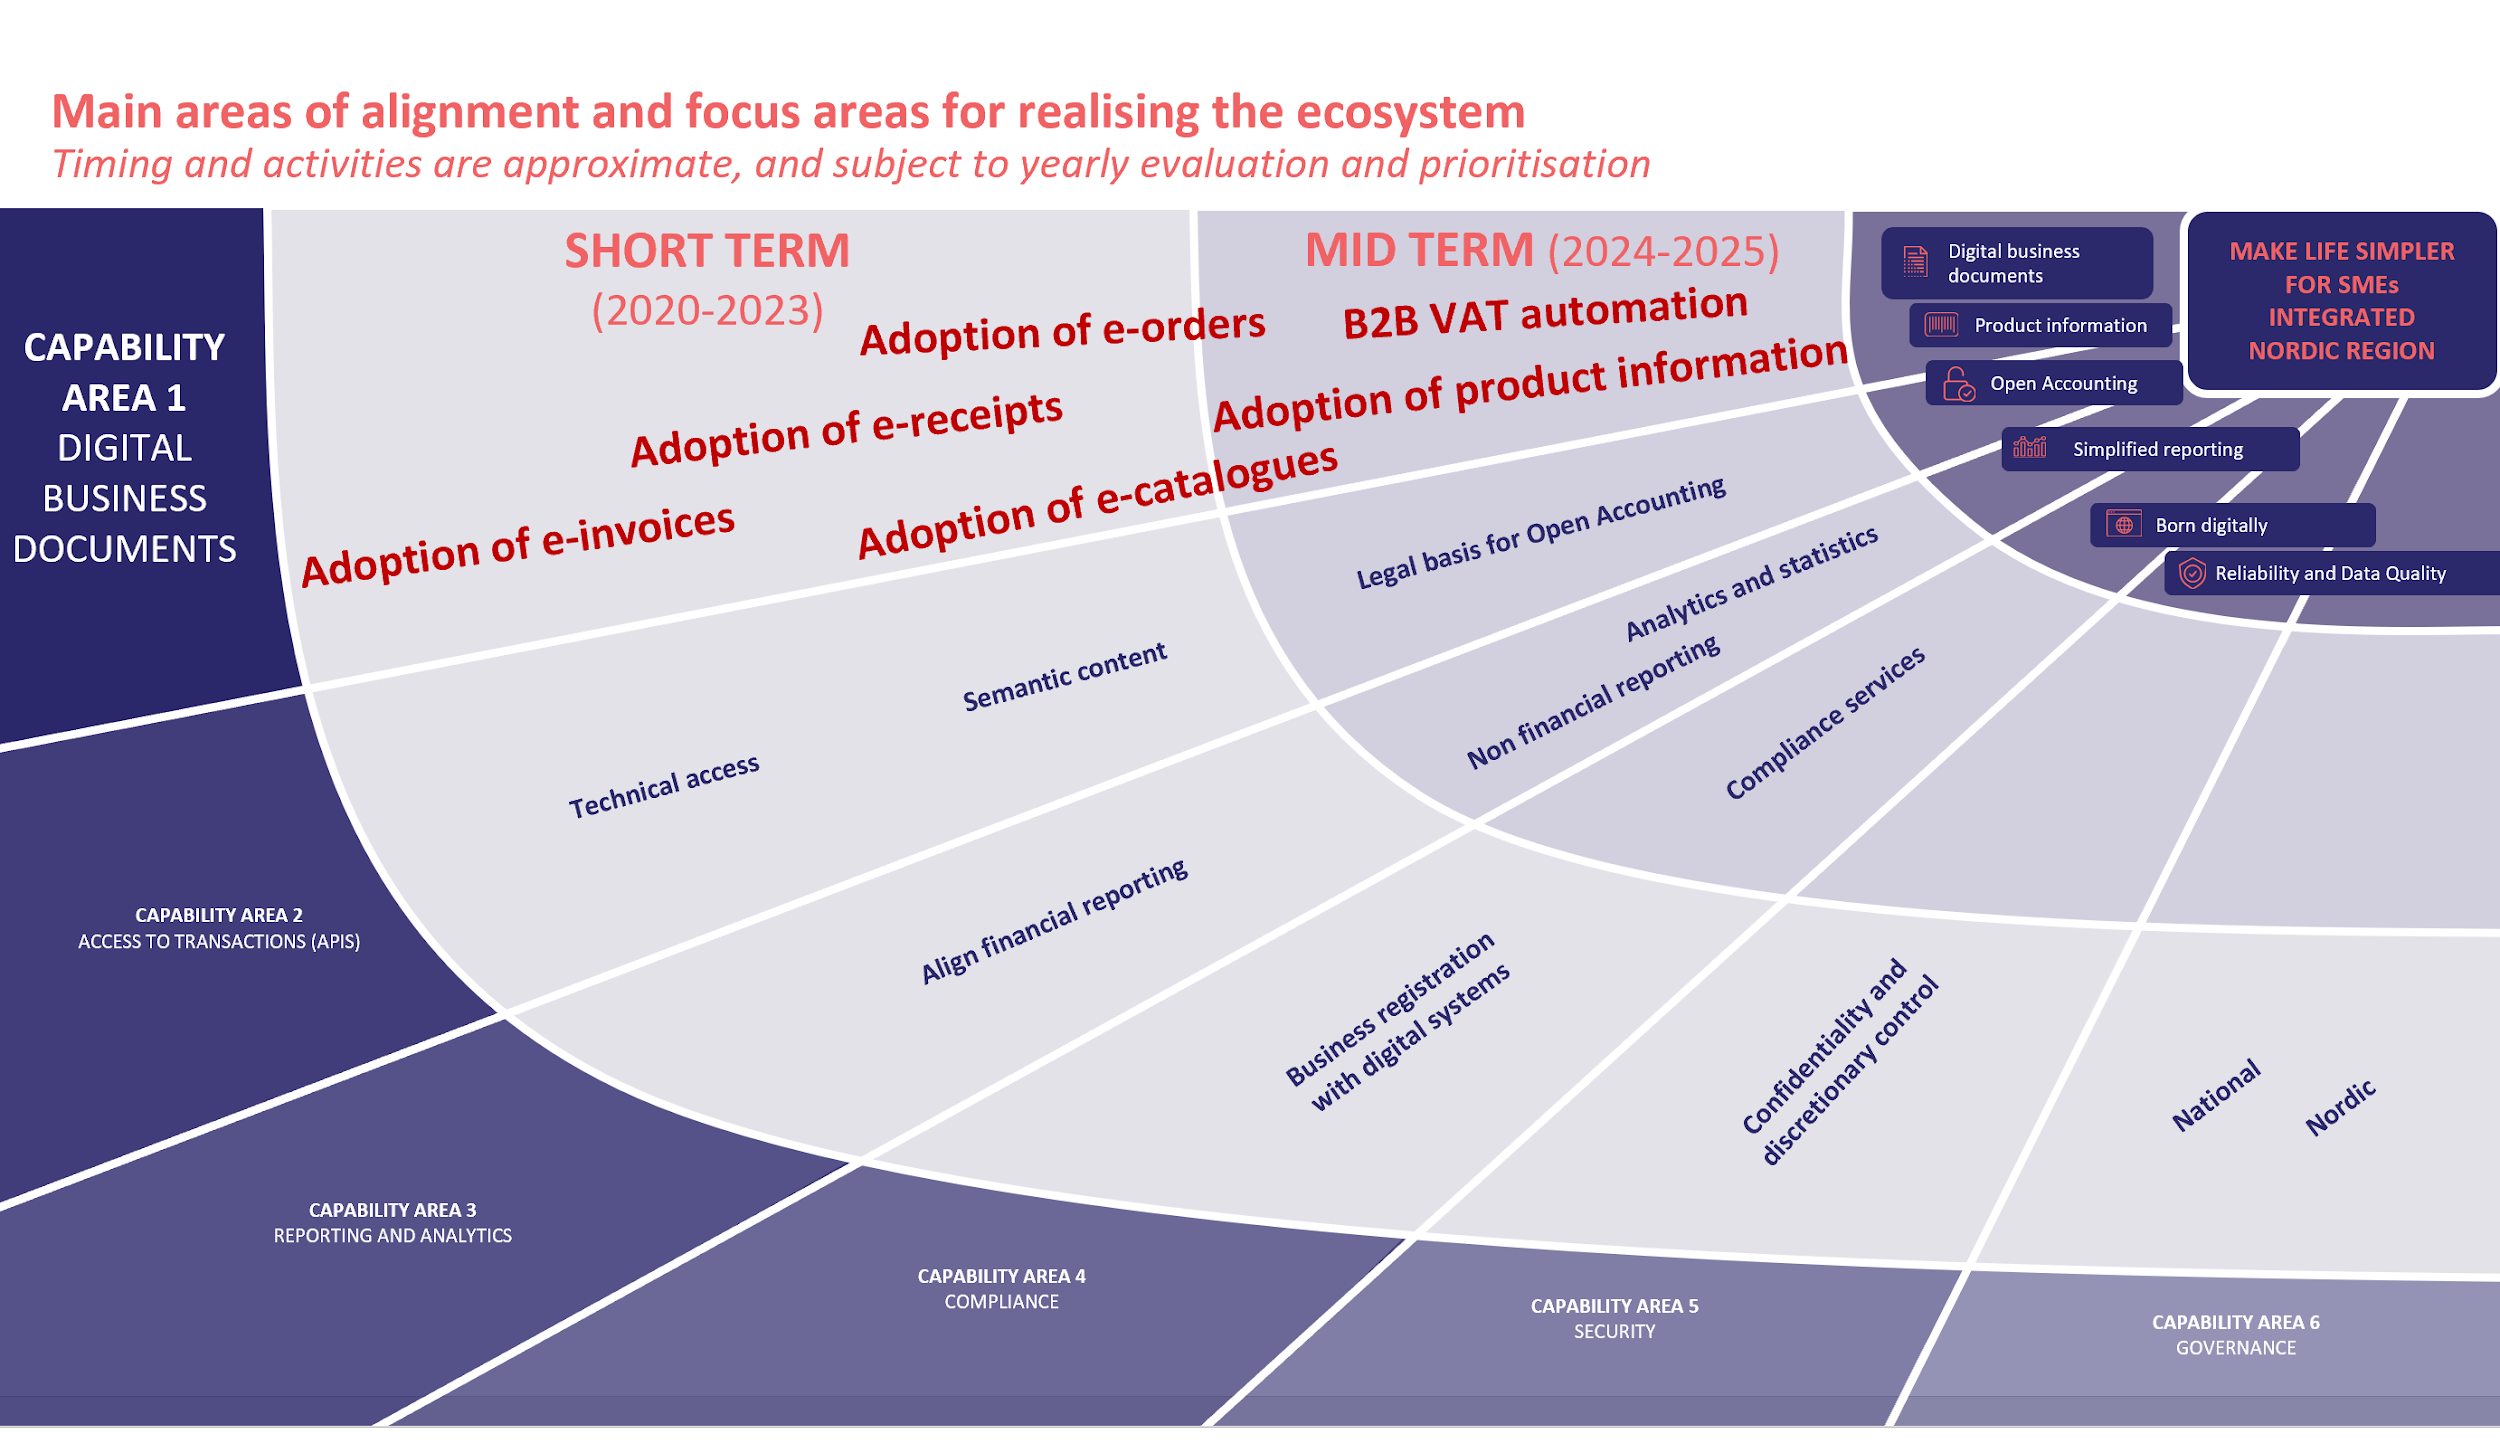 Main areas of alignment and focus areas for realising the ecosystem
Timing and activities are approximate, and subject to yearly evaluation and prioritisation
CAPABILITY
AREA 1
DIGITAL
BUSINESS
DOCUMENTS
SHORT TERM
(2020-2023)
Adoption of e-orders
Adoption of e-receipts
Adoption of e-invoices
Adoption of e-catalogues
MID TERM (2024-2025)
B2B VAT automation
Adoption of product information
Digital business
documents
Product information
Open Accounting
Simplified reporting
Born digitally
Reliability and Data Quality
MAKE LIFE SIMPLER
FOR SMEs
INTEGRATED
NORDIC REGION
CAPABILITY AREA 2
ACCESS TO TRANSACTIONS (APIS)
Technical access
Semantic content
Legal basis for Open Accounting
CAPABILITY AREA 3
REPORTING AND ANALYTICS
Align financial reporting
Non financial reporting
Analytics and statistics
CAPABILITY AREA 4
COMPLIANCE
Business registration
with digital systems
Compliance services
CAPABILITY AREA 5
SECURITY
Confidentiality and
discretionary control
CAPABILITY AREA 6
GOVERNANCE
National
Nordic